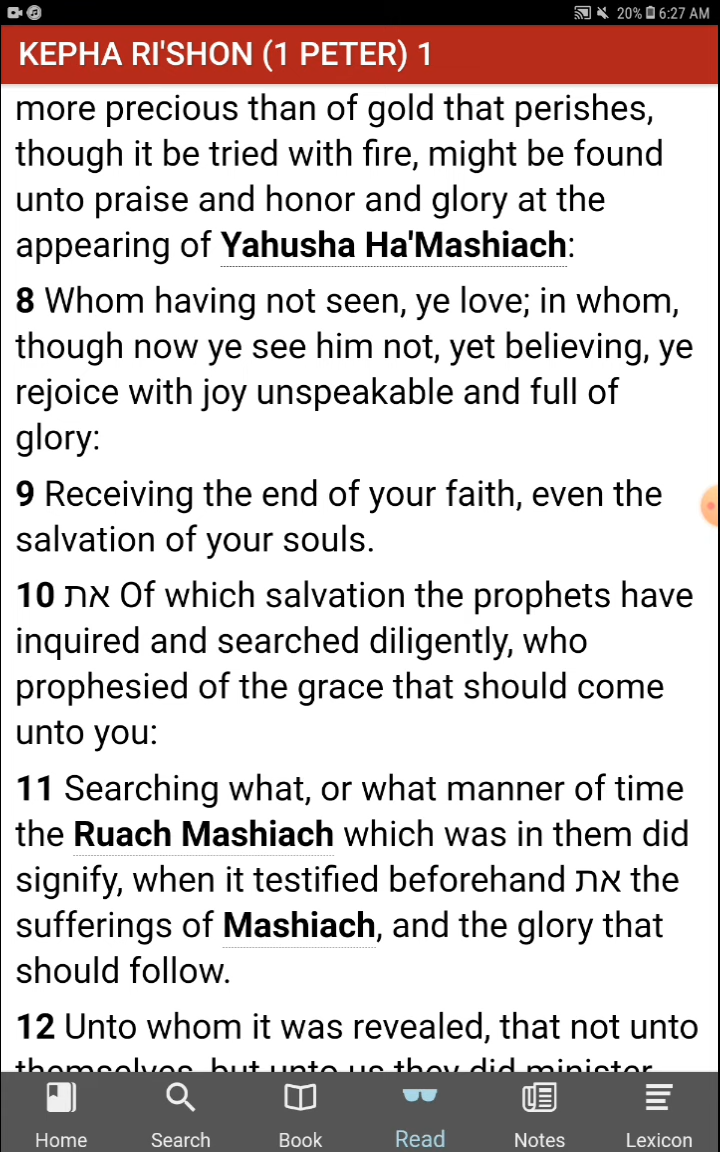 20% 6:27 AM
KEPHA RI'SHON (1 PETER) 1
more precious than of gold that perishes,
though it be tried with fire, might be found
unto praise and honor and glory at the
appearing of Yahusha Ha'Mashiach:
8 Whom having not seen, ye love; in whom,
though now ye see him not, yet believing, ye
rejoice with joy unspeakable and full of
glory:
9 Receiving the end of your faith, even the
salvation of your souls.
10 את Of which salvation the prophets have
inquired and searched diligently, who
prophesied of the grace that should come
unto you:
11 Searching what, or what manner of time
the Ruach Mashiach which was in them did
signify, when it testified beforehand את the
sufferings of Mashiach, and the glory that
should follow.
12 Unto whom it was revealed, that not unto
themselves, but unto us they did minister
Home Search Book Read Notes Lexicon